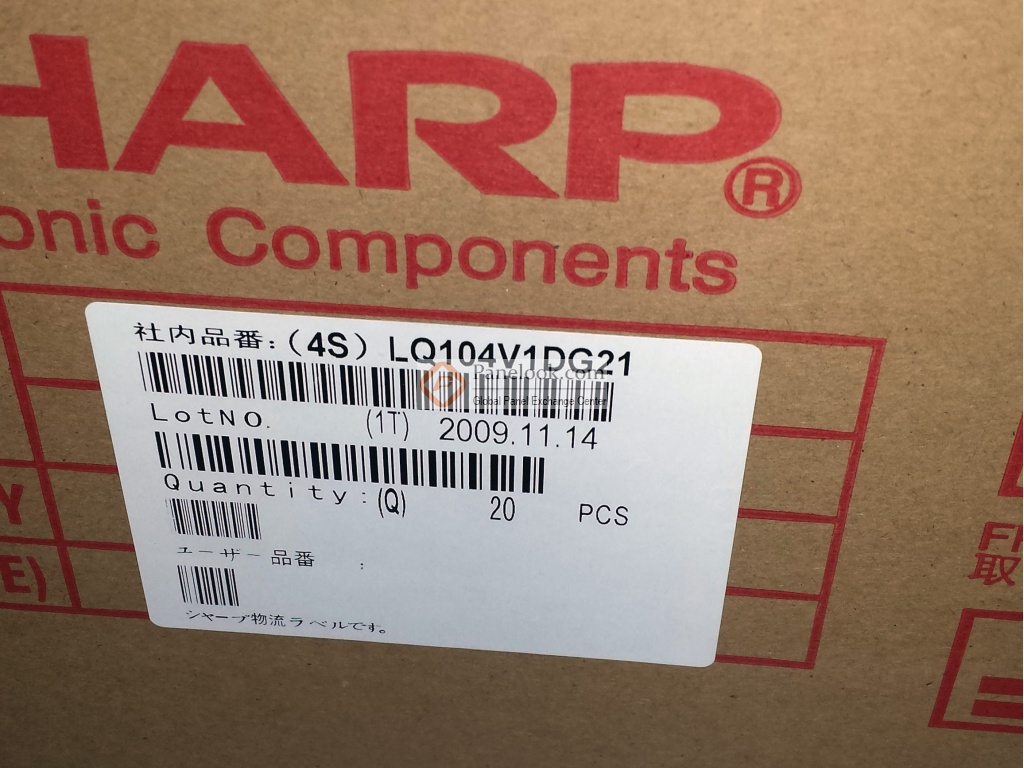 HARP®
onic Components
社内品番:(4S) LQ104V1DG21
Panelook.com
Global Panel Exchange Center
LotNO. (1T) 2009.11.14
Quantity:(Q) 20 PCS
ユーザー品番 :
シャープ物流ラベルです。
Y
E)
取